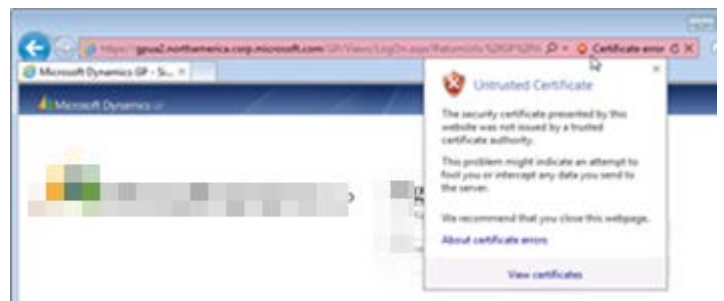 https://gpua2.northamerica.corp.microsoft.com/GP/Views/LogOn.aspx Certificate error
Microsoft Dynamics GP - Si...
Microsoft Dynamics GP
Untrusted Certificate
The security certificate presented by this
website was not issued by a trusted
certificate authority.
This problem might indicate an attempt to
fool you or intercept any data you send to
the server.
We recommend that you close this webpage.
About certificate errors
View certificates